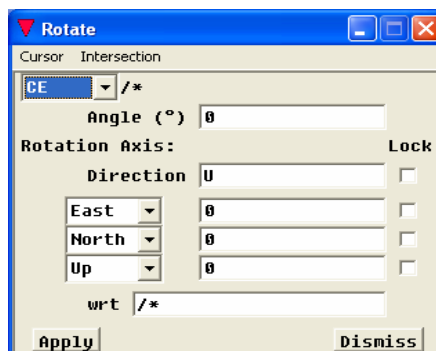 Rotate
Cursor Intersection
CE /*
Angle (°) 0
Rotation Axis: Lock
Direction U
East 0
North 0
Up 0
wrt /*
Apply Dismiss